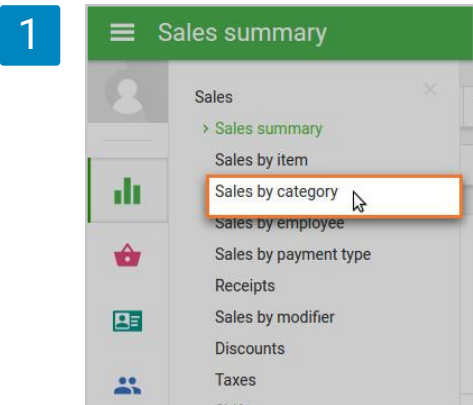 1
Sales summary
Sales
Sales summary
Sales by item
Sales by category
Sales by employee
Sales by payment type
Receipts
Sales by modifier
Discounts
Taxes